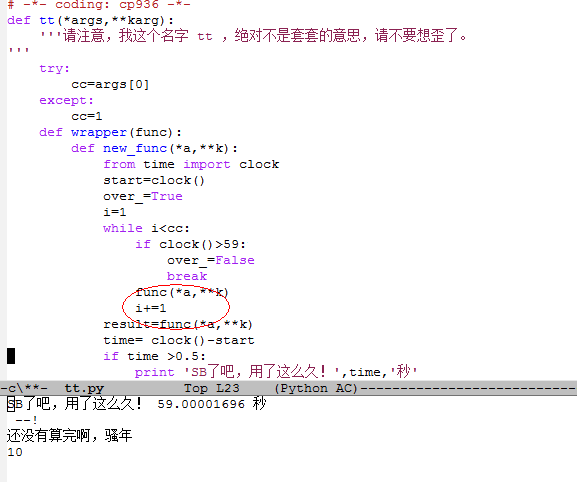 # -*- coding: cp936 -*-
def tt(*args,**karg):
    '''请注意，我这个名字 tt ，绝对不是套套的意思，请不要想歪了。
'''
    try:
        cc=args[0]
    except:
        cc=1
    def wrapper(func):
        def new_func(*a,**k):
            from time import clock
            start=clock()
            over_=True
            i=1
            while i<cc:
                if clock()>59:
                    over_=False
                    break
                func(*a,**k)
                i+=1
            result=func(*a,**k)
            time= clock()-start
            if time >0.5:
                print 'SB了吧，用了这么久！',time,'秒'
-c\**-  tt.py          Top L23    (Python AC)---------------------------
SB了吧，用了这么久！ 59.00001696 秒
 --!
还没有算完啊，骚年
10